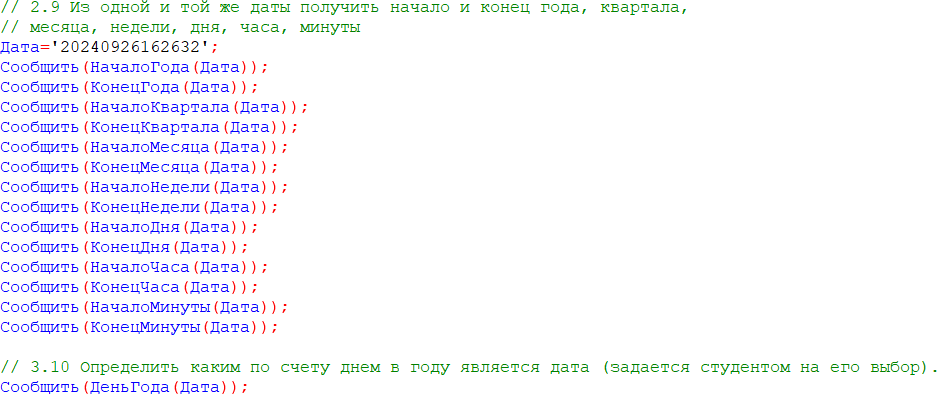 // 2.9 Из одной и той же даты получить начало и конец года, квартала,
// месяца, недели, дня, часа, минуты
Дата='20240926162632';
Сообщить(НачалоГода(Дата));
Сообщить(КонецГода(Дата));
Сообщить(НачалоКвартала(Дата));
Сообщить(КонецКвартала(Дата));
Сообщить(НачалоМесяца(Дата));
Сообщить(КонецМесяца(Дата));
Сообщить(НачалоНедели(Дата));
Сообщить(КонецНедели(Дата));
Сообщить(НачалоДня(Дата));
Сообщить(КонецДня(Дата));
Сообщить(НачалоЧаса(Дата));
Сообщить(КонецЧаса(Дата));
Сообщить(НачалоМинуты(Дата));
Сообщить(КонецМинуты(Дата));
// 3.10 Определить каким по счету днем в году является дата (задается студентом на его выбор).
Сообщить(ДеньГода(Дата));